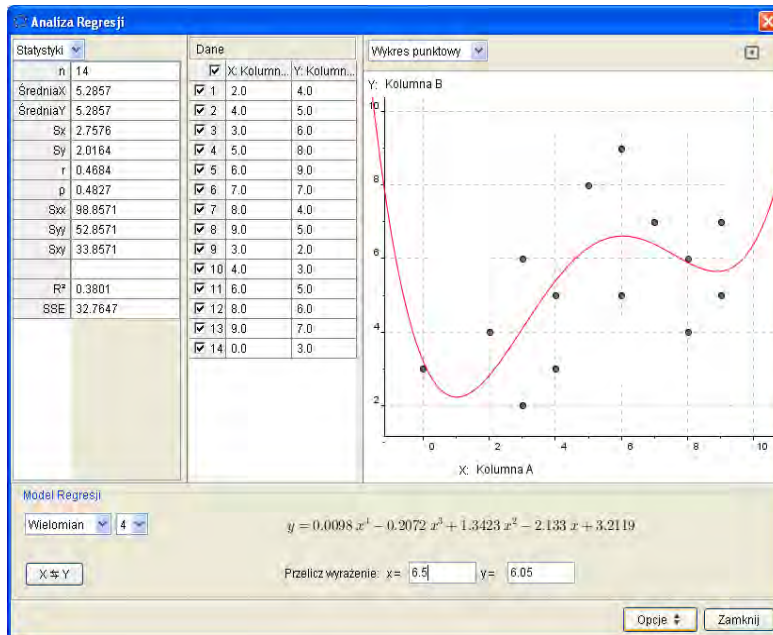 Analiza Regresji
Statystyki
n 14
ŚredniaX 5.2857
ŚredniaY 5.2857
Sx 2.7576
Sy 2.0164
r 0.4684
ρ 0.4827
Sxx 98.8571
Syy 52.8571
Sxy 33.8571
R² 0.3801
SSE 32.7647
Dane
X: Kolumn... Y: Kolumn...
1 2.0 4.0
2 4.0 5.0
3 3.0 6.0
4 5.0 8.0
5 6.0 9.0
6 7.0 7.0
7 8.0 4.0
8 9.0 5.0
9 3.0 2.0
10 4.0 3.0
11 6.0 5.0
12 8.0 6.0
13 9.0 7.0
14 0.0 3.0
Wykres punktowy
Y: Kolumna B
10
8
6
4
2
0 2 4 6 8 10
X: Kolumna A
Model Regresji
Wielomian 4
y = 0.0098 x⁴ − 0.2072 x³ + 1.3423 x² − 2.133 x + 3.2119
X ⇆ Y
Przelicz wyrażenie: x = 6.5 y = 6.05
Opcje
Zamknij